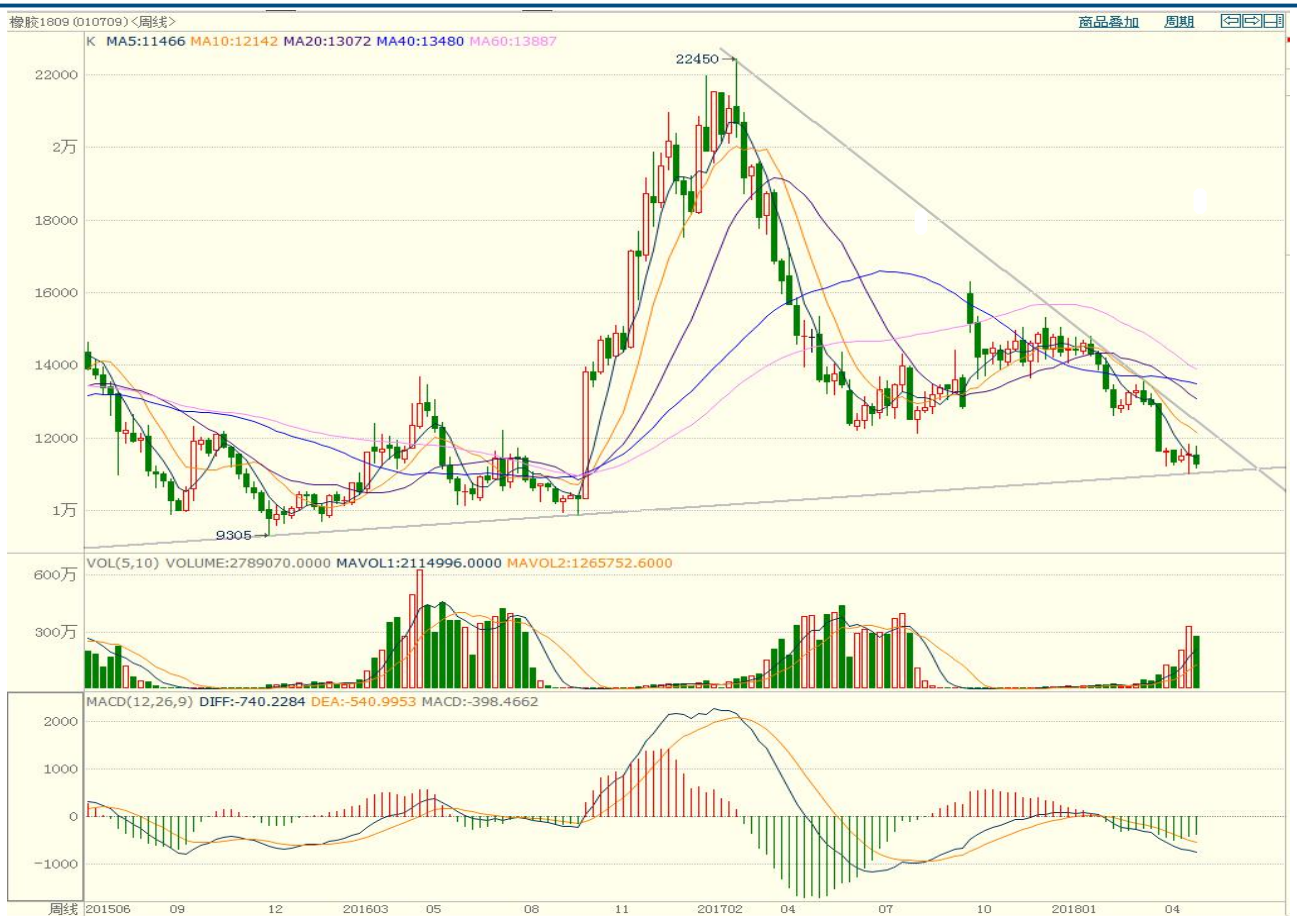 橡胶1809 (010709) <周线> 商品叠加 周期
K MA5:11466 MA10:12142 MA20:13072 MA40:13480 MA60:13887
22450
22000
2万
18000
16000
14000
12000
1万
9305
VOL(5,10) VOLUME:2789070.0000 MAVOL1:2114996.0000 MAVOL2:1265752.6000
600万
300万
MACD(12,26,9) DIFF:-740.2284 DEA:-540.9953 MACD:-398.4662
2000
1000
0
-1000
周线 201506 09 12 201603 05 08 11 201702 04 07 10 201801 04